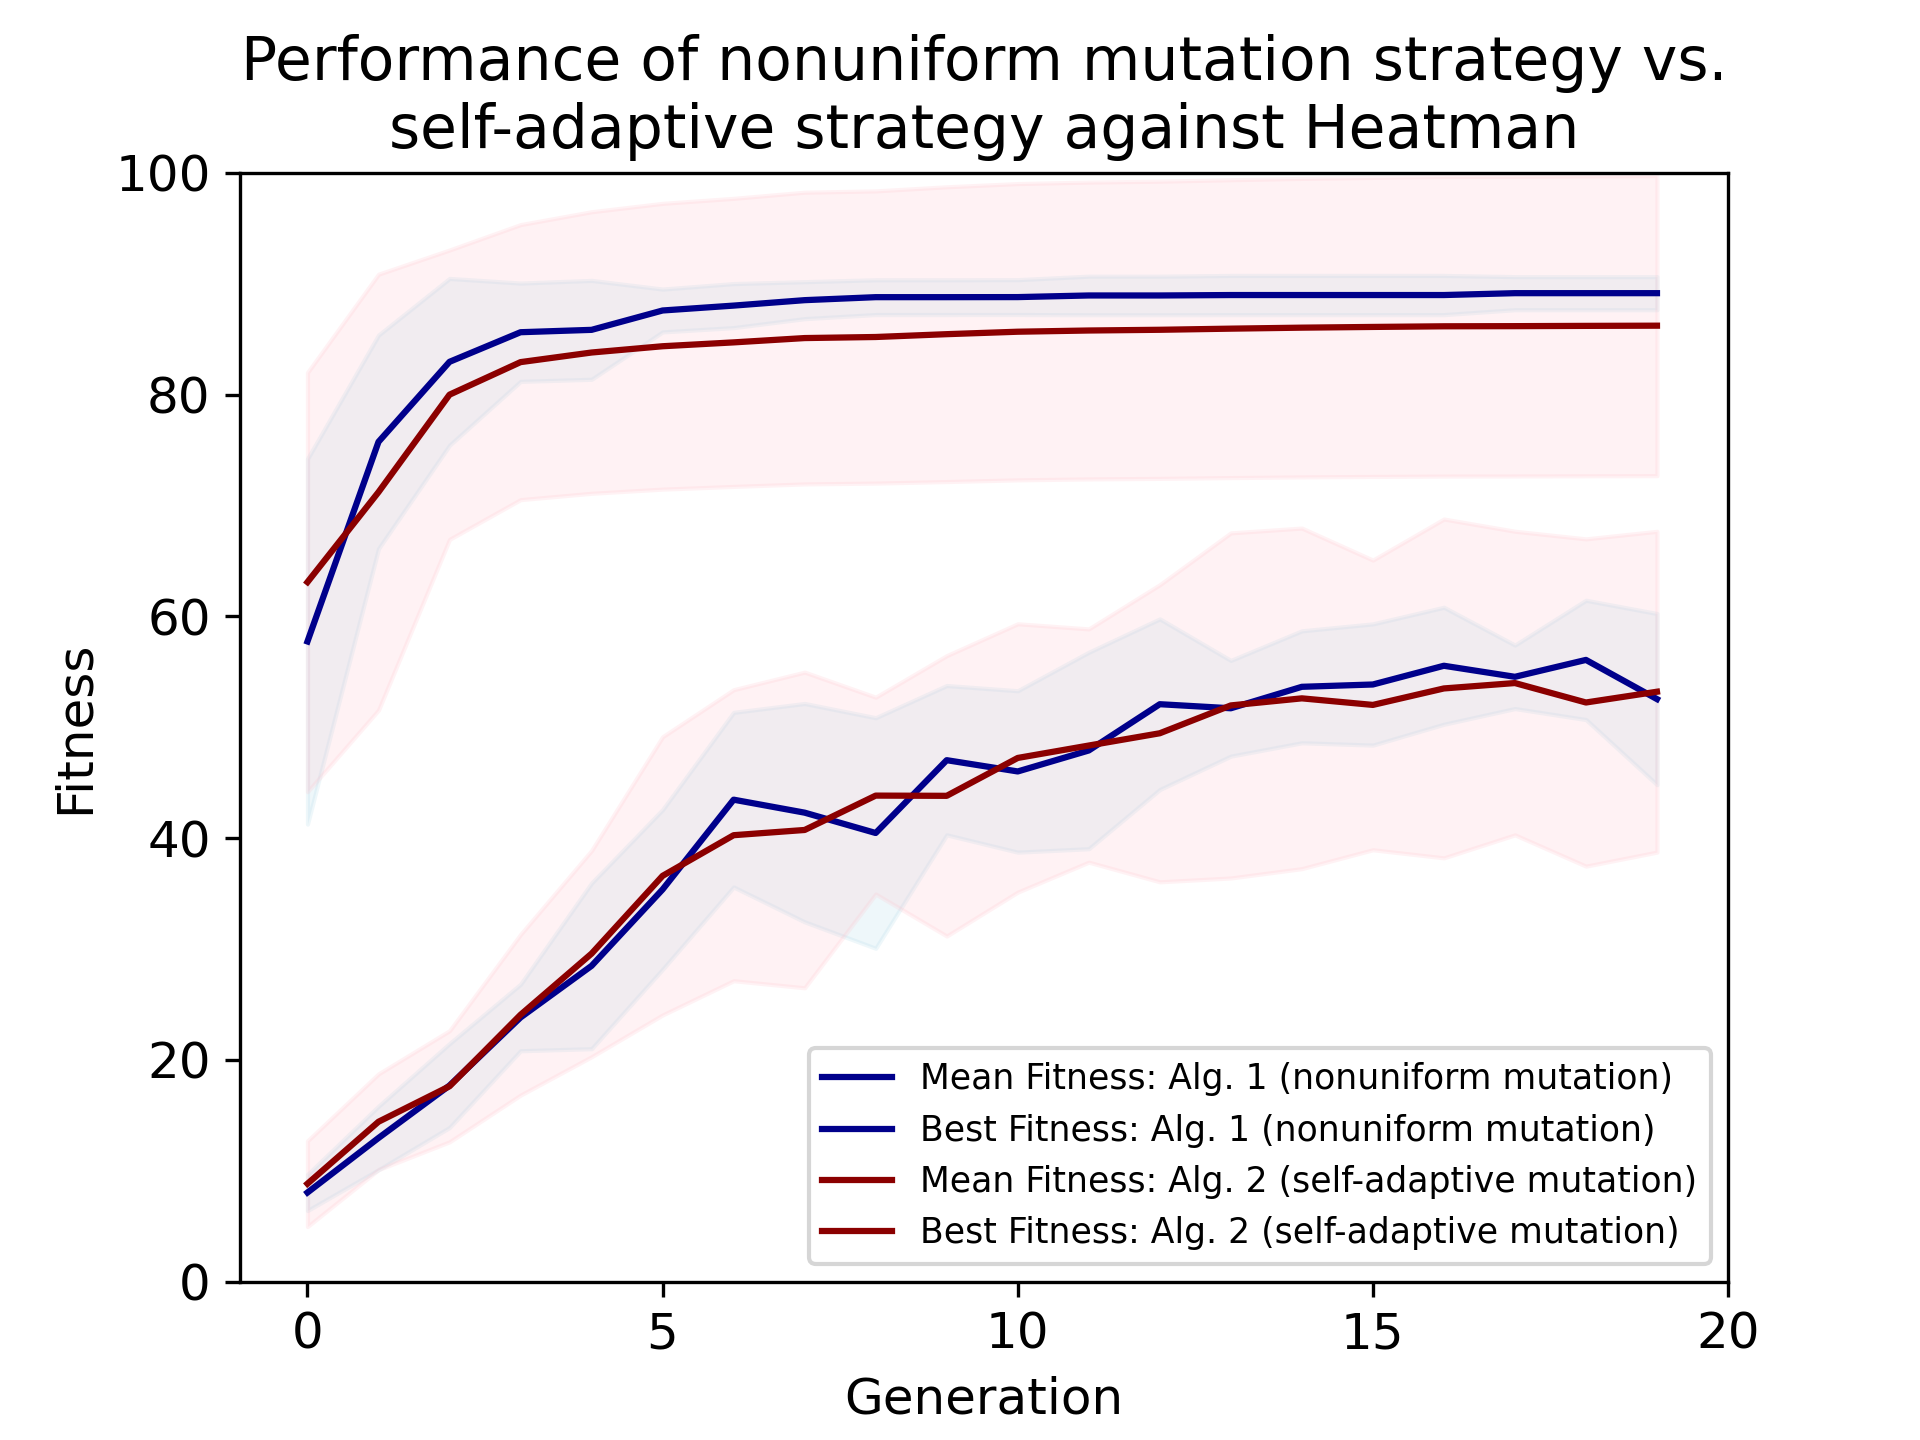 Performance of nonuniform mutation strategy vs.
self-adaptive strategy against Heatman
100
80
60
40
20
0
Fitness
Mean Fitness: Alg. 1 (nonuniform mutation)
Best Fitness: Alg. 1 (nonuniform mutation)
Mean Fitness: Alg. 2 (self-adaptive mutation)
Best Fitness: Alg. 2 (self-adaptive mutation)
0 5 10 15 20
Generation